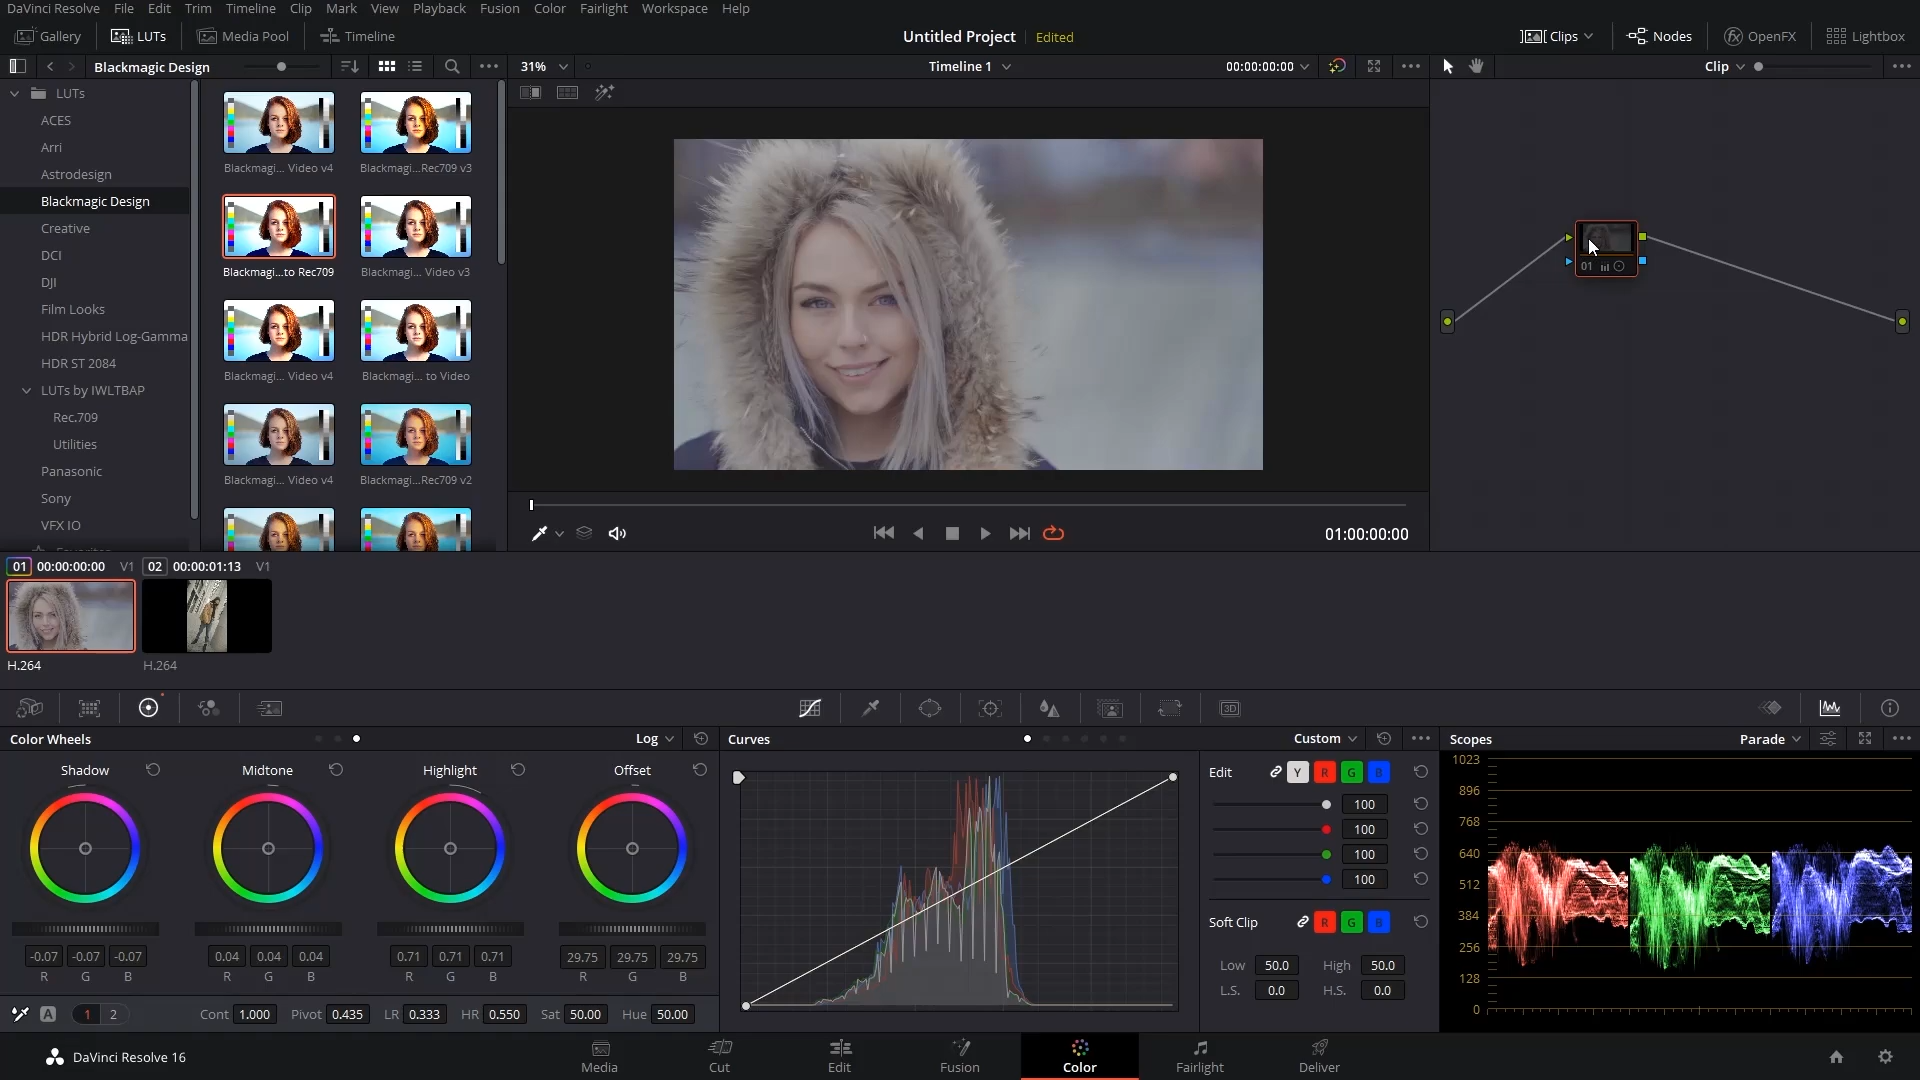 DaVinci Resolve File Edit Trim Timeline Clip Mark View Playback Fusion Color Fairlight Workspace Help
Gallery LUTs Media Pool Timeline Untitled Project Edited Clips Nodes OpenFX Lightbox
Blackmagic Design 31% Timeline 1 00:00:00:00 Clip
LUTs
ACES
Arri
Astrodesign
Blackmagic Design
Creative
DCI
DJI
Film Looks
HDR Hybrid Log-Gamma
HDR ST 2084
LUTs by IWLTBAP
Rec.709
Utilities
Panasonic
Sony
VFX IO
Blackmagi... Video v4 Blackmagi...Rec709 v3
Blackmagi...to Rec709 Blackmagi... Video v3
Blackmagi... Video v4 Blackmagi... to Video
Blackmagi... Video v4 Blackmagi...Rec709 v2
01
01:00:00:00
01 00:00:00:00 V1 02 00:00:01:13 V1
H.264 H.264
3D
Color Wheels Log Curves Custom Scopes Parade
Shadow Midtone Highlight Offset
-0.07 -0.07 -0.07 0.04 0.04 0.04 0.71 0.71 0.71 29.75 29.75 29.75
R G B R G B R G B R G B
A 1 2 Cont 1.000 Pivot 0.435 LR 0.333 HR 0.550 Sat 50.00 Hue 50.00
Edit Y R G B
100
100
100
100
Soft Clip R G B
Low 50.0 High 50.0
L.S. 0.0 H.S. 0.0
1023
896
768
640
512
384
256
128
0
DaVinci Resolve 16 Media Cut Edit Fusion Color Fairlight Deliver